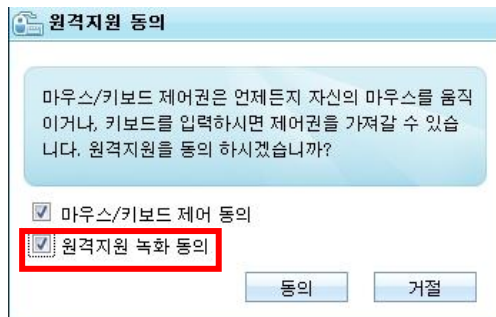 원격지원 동의
마우스/키보드 제어권은 언제든지 자신의 마우스를 움직
이거나, 키보드를 입력하시면 제어권을 가져갈 수 있습
니다. 원격지원을 동의 하시겠습니까?
마우스/키보드 제어 동의
원격지원 녹화 동의
동의 거절